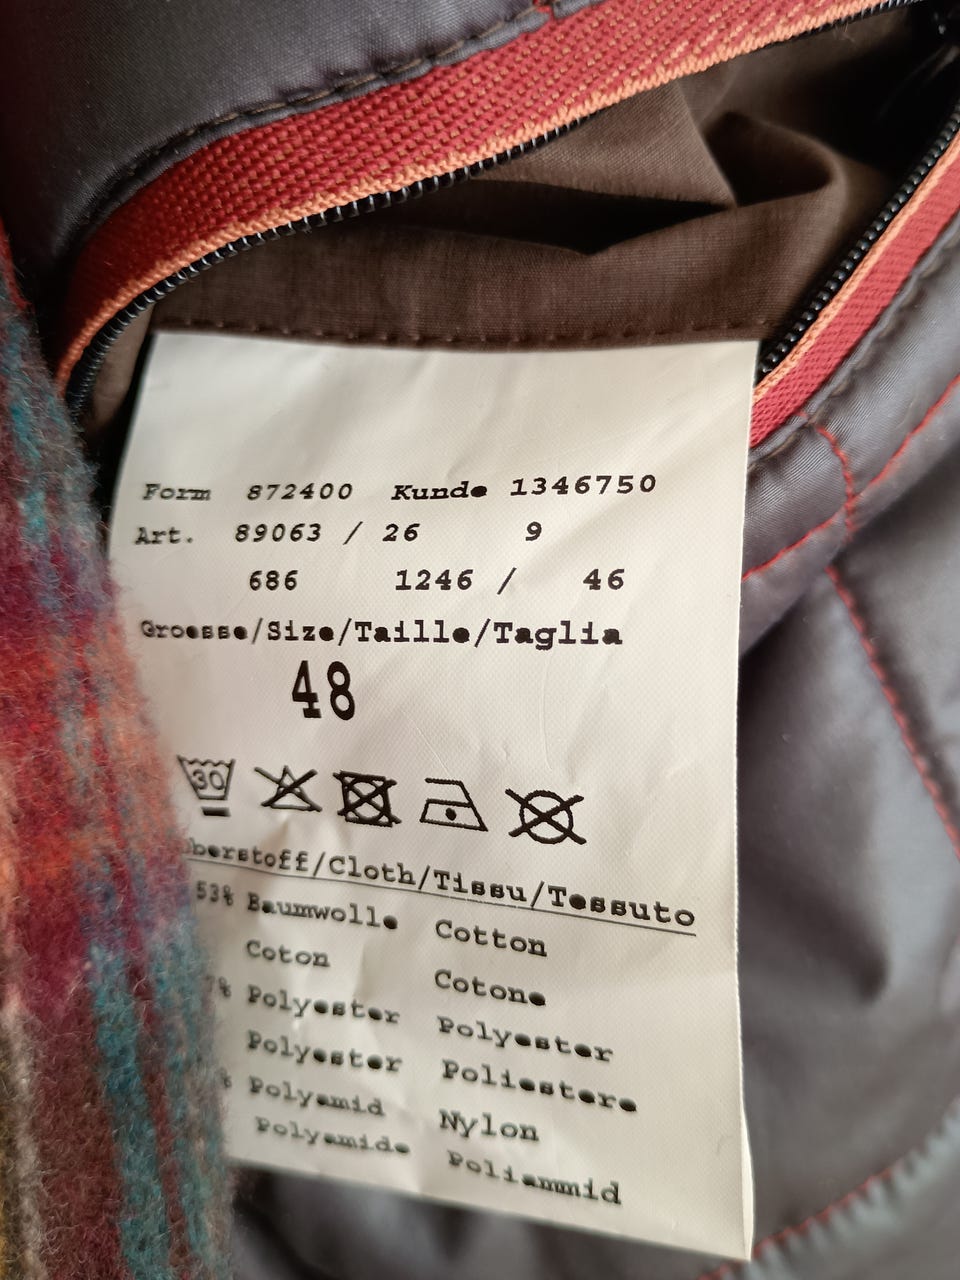 Form 872400 Kunde 1346750
Art. 89063 / 26 9
686 1246 / 46
Groesse/Size/Taille/Taglia
48
30
berstoff/Cloth/Tissu/Tessuto
53% Baumwolle Cotton
Coton Cotone
7% Polyester Polyester
Polyester Poliestere
% Polyamid Nylon
Polyamide Poliammid